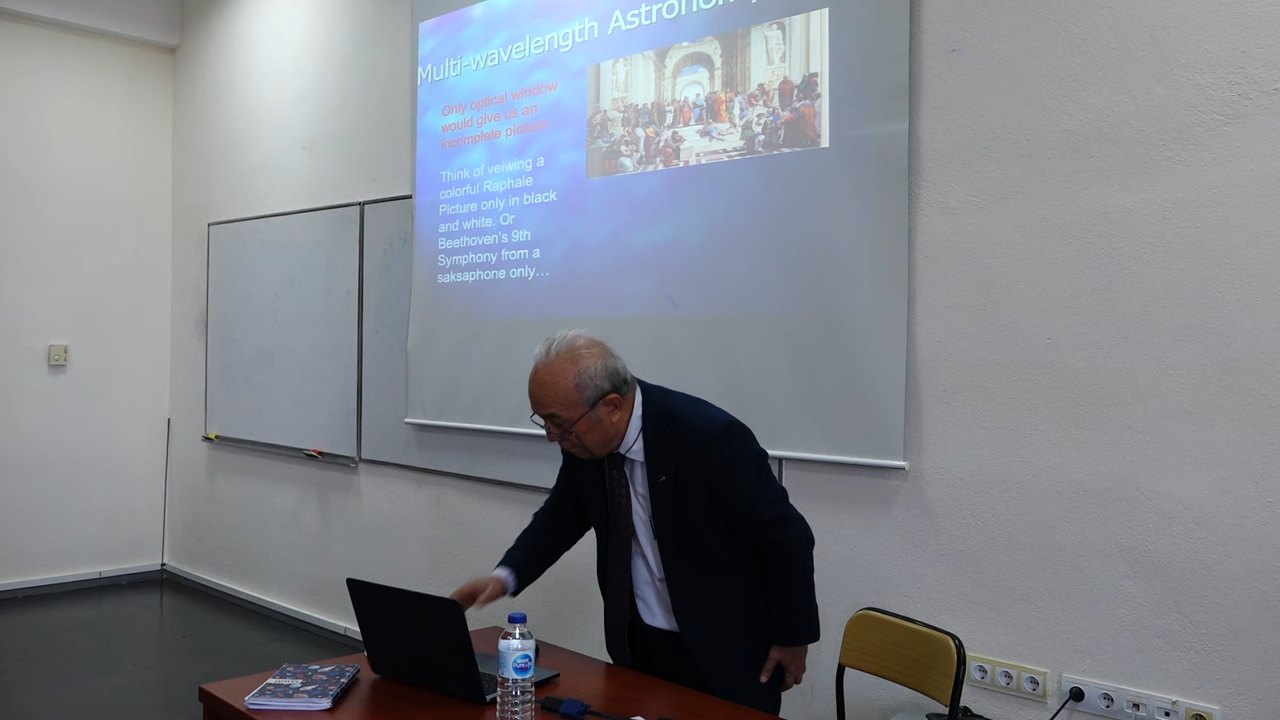 Multi-wavelength Astronomy
Only optical window
would give us an
incomplete picture.
Think of veiwing a
colorful Raphale
Picture only in black
and white. Or
Beethoven's 9th
Symphony from a
saksaphone only…